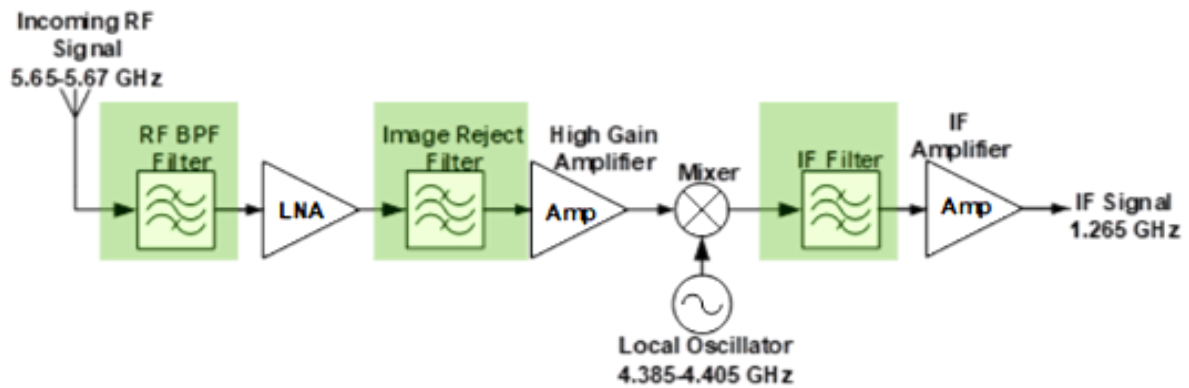 Incoming RF
Signal
5.65-5.67 GHz
RF BPF
Filter
LNA
Image Reject
Filter
High Gain
Amplifier
Amp
Mixer
IF Filter
IF
Amplifier
Amp
IF Signal
1.265 GHz
Local Oscillator
4.385-4.405 GHz